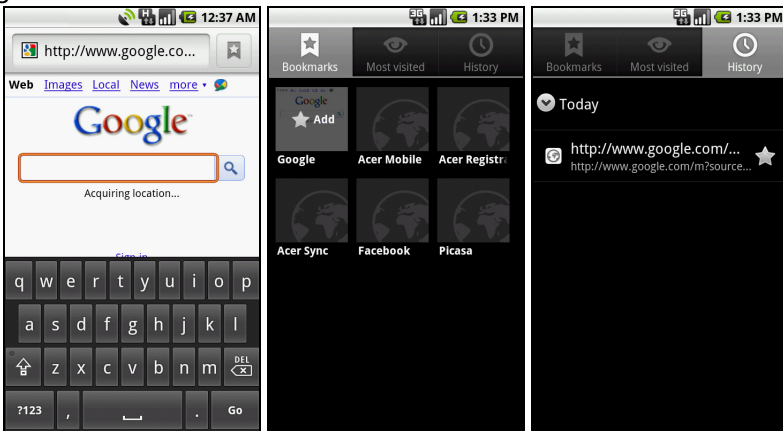 H 12:37 AM
http://www.google.co...
Web Images Local News more
Google
Acquiring location...
Sign in
q w e r t y u i o p
a s d f g h j k l
z x c v b n m DEL
?123 , . Go
3G 1:33 PM
Bookmarks Most visited History
Google
Add
Google Acer Mobile Acer Registra
Acer Sync Facebook Picasa
3G 1:33 PM
Bookmarks Most visited History
Today
http://www.google.com/...
http://www.google.com/m?source...